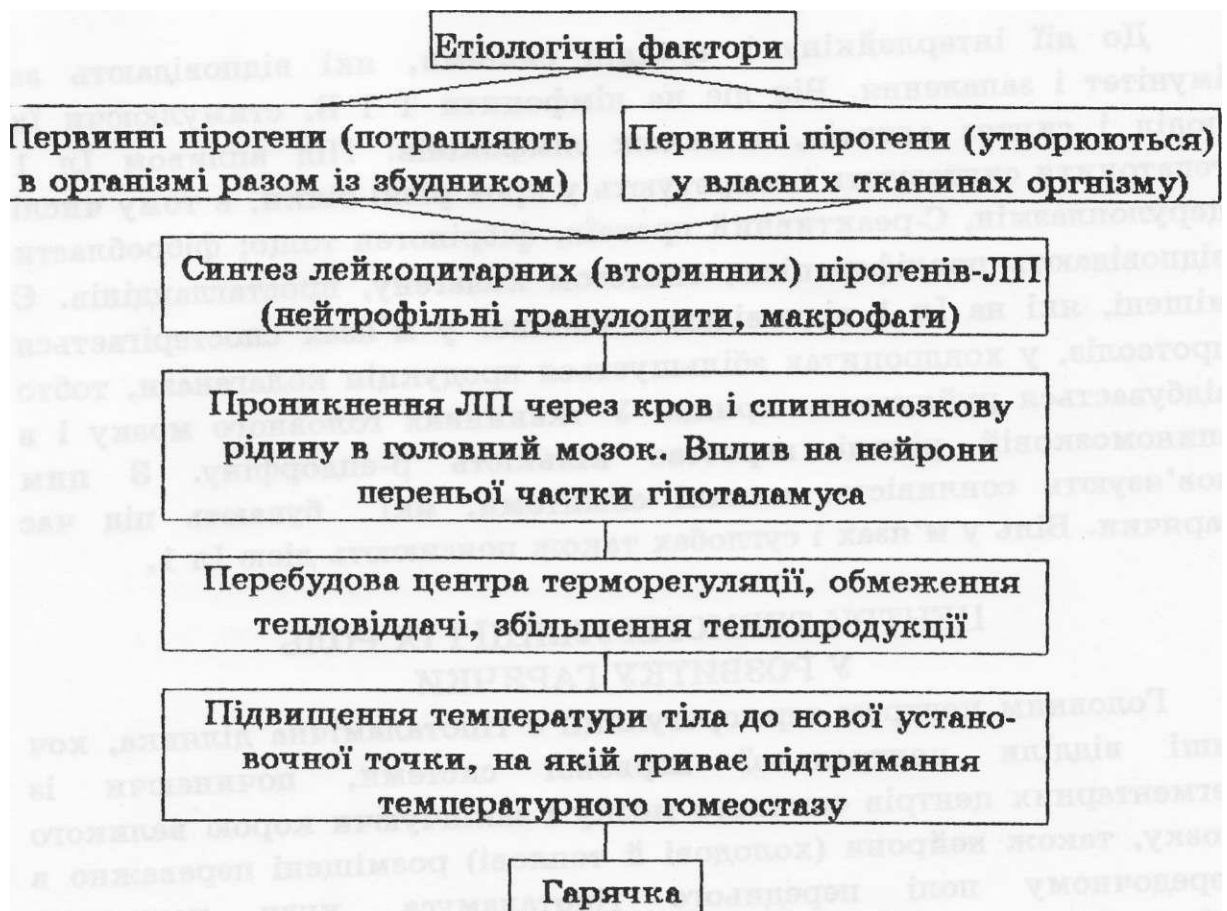 Етіологічні фактори
Первинні пірогени (потрапляють
в організмі разом із збудником)
Первинні пірогени (утворюються)
у власних тканинах оргнізму)
Синтез лейкоцитарних (вторинних) пірогенів-ЛП
(нейтрофільні гранулоцити, макрофаги)
Проникнення ЛП через кров і спинномозкову
рідину в головний мозок. Вплив на нейрони
переньої частки гіпоталамуса
Перебудова центра терморегуляції, обмеження
тепловіддачі, збільшення теплопродукції
Підвищення температури тіла до нової устано-
вочної точки, на якій триває підтримання
температурного гомеостазу
Гарячка